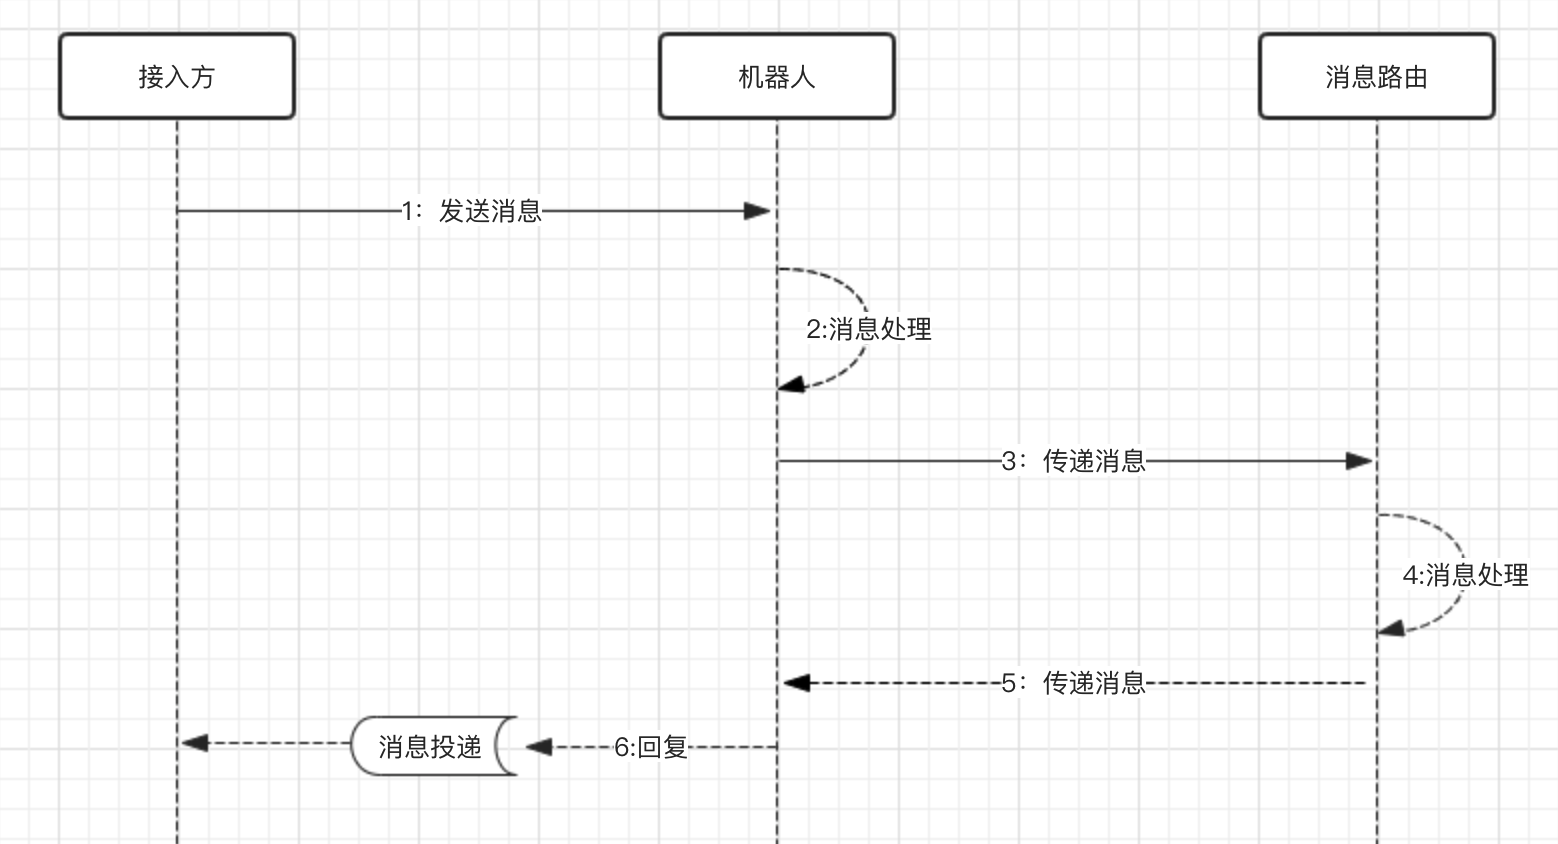 接入方
机器人
消息路由
1：发送消息
2:消息处理
3：传递消息
4:消息处理
5：传递消息
消息投递
6:回复